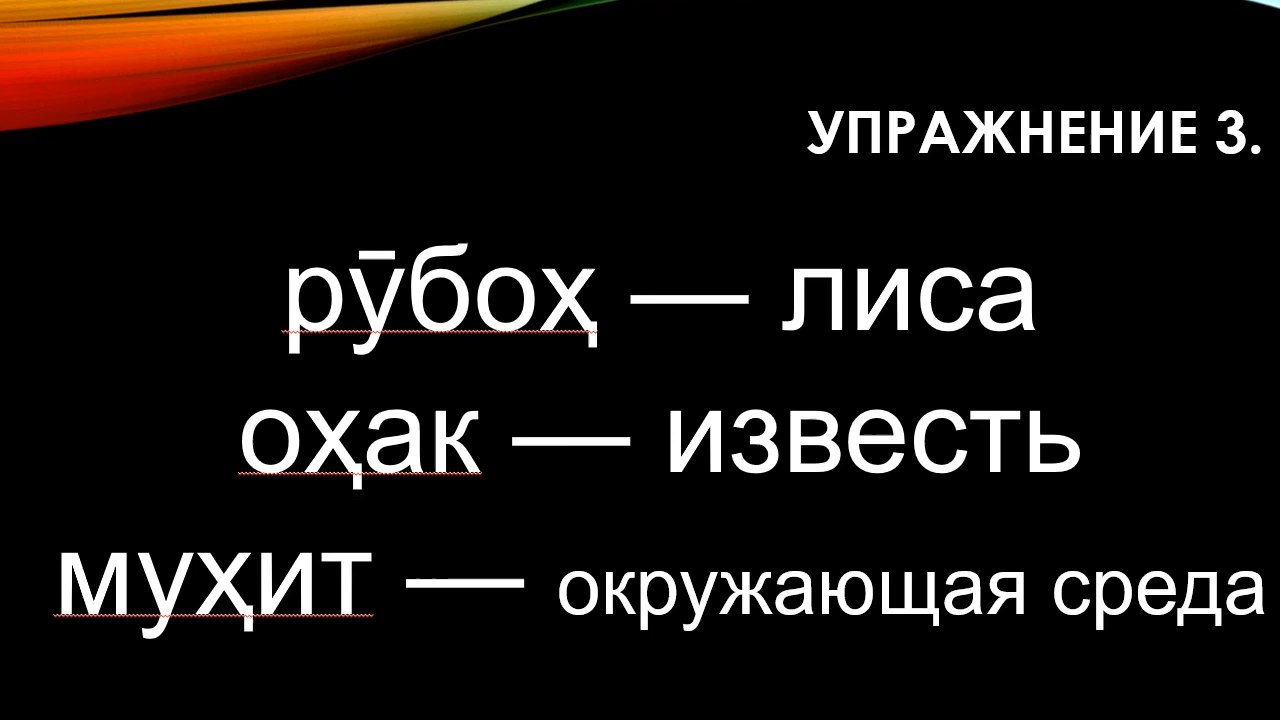 УПРАЖНЕНИЕ 3.
рӯбоҳ — лиса
оҳак — известь
муҳит — окружающая среда